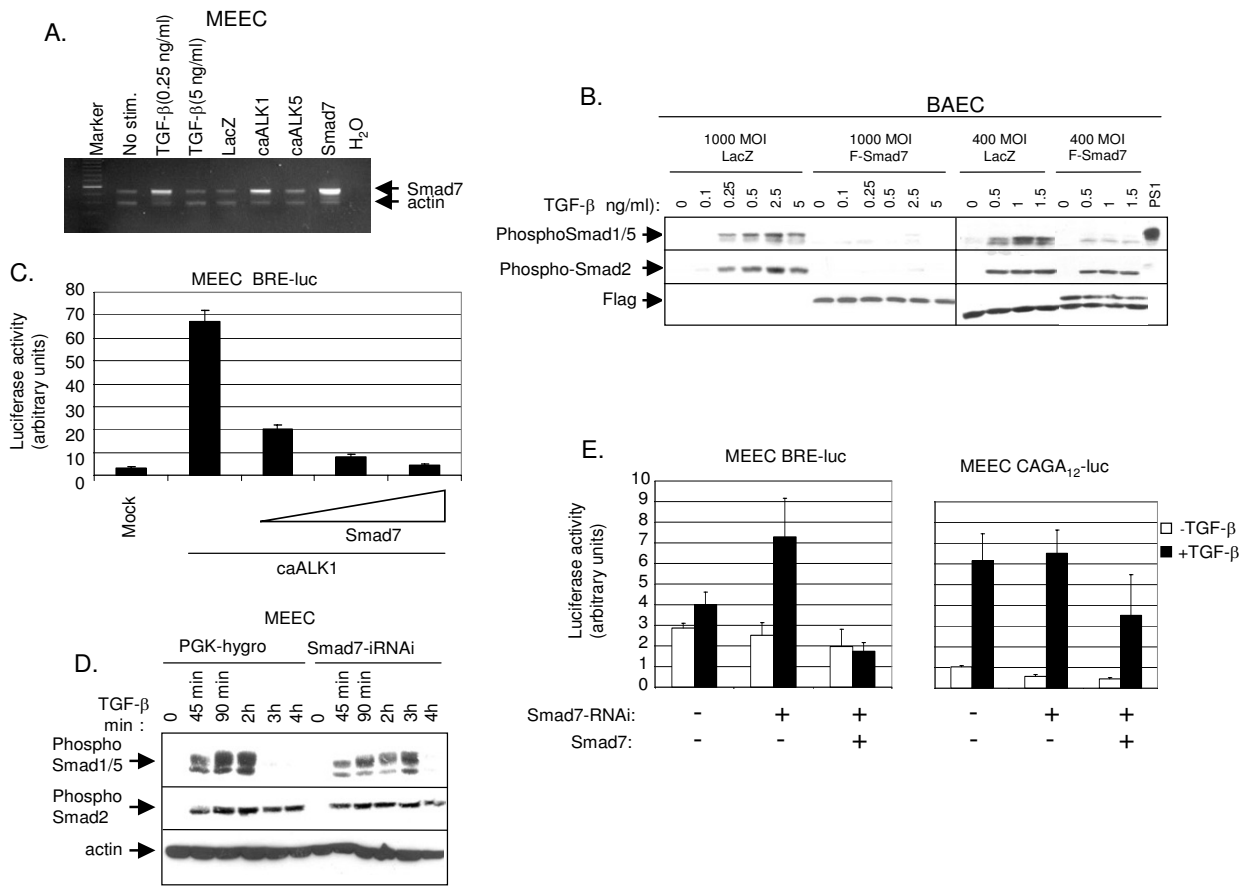 A.
MEEC
Marker
No stim.
TGF-β(0.25 ng/ml)
TGF-β(5 ng/ml)
LacZ
caALK1
caALK5
Smad7
H2O
Smad7
actin
B.
BAEC
1000 MOI
LacZ
1000 MOI
F-Smad7
400 MOI
LacZ
400 MOI
F-Smad7
TGF-β ng/ml):
0 0.1 0.25 0.5 2.5 5 0 0.1 0.25 0.5 2.5 5 0 0.5 1 1.5 0 0.5 1 1.5 PS1
PhosphoSmad1/5
Phospho-Smad2
Flag
C.
MEEC BRE-luc
Luciferase activity
(arbitrary units)
80
70
60
50
40
30
20
10
0
Mock
Smad7
caALK1
D.
MEEC
PGK-hygro
Smad7-iRNAi
TGF-β
min :
0 45 min 90 min 2h 3h 4h 0 45 min 90 min 2h 3h 4h
Phospho
Smad1/5
Phospho
Smad2
actin
E.
MEEC BRE-luc
MEEC CAGA12-luc
Luciferase activity
(arbitrary units)
10
9
8
7
6
5
4
3
2
1
0
-TGF-β
+TGF-β
Smad7-RNAi: - + + - + +
Smad7: - - + - - +